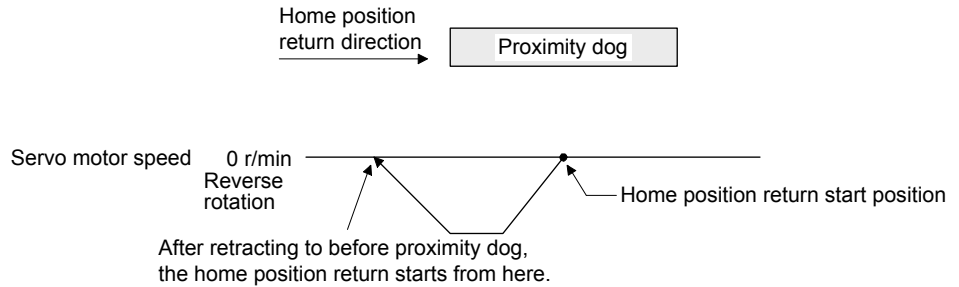 Home position
return direction
Proximity dog
Servo motor speed 0 r/min
Reverse
rotation
Home position return start position
After retracting to before proximity dog,
the home position return starts from here.